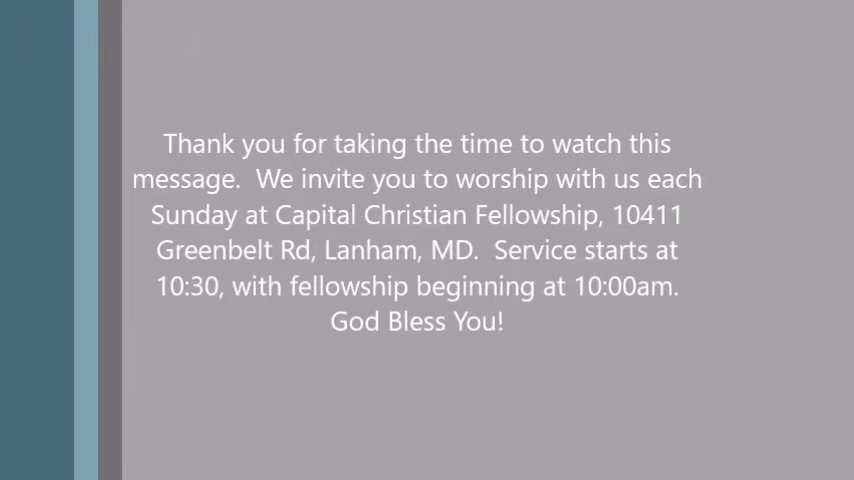 Thank you for taking the time to watch this
message.  We invite you to worship with us each
Sunday at Capital Christian Fellowship, 10411
Greenbelt Rd, Lanham, MD.  Service starts at
10:30, with fellowship beginning at 10:00am.
God Bless You!